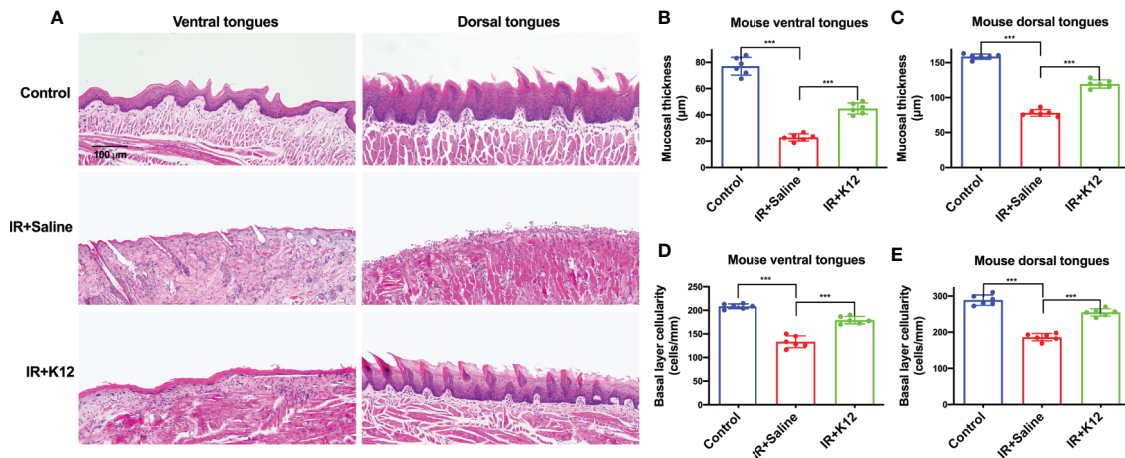 A
Ventral tongues
Dorsal tongues
Control
100 µm
IR+Saline
IR+K12
B
Mouse ventral tongues
Mucosal thickness
(µm)
100
80
60
40
20
0
***
***
Control
IR+Saline
IR+K12
C
Mouse dorsal tongues
Mucosal thickness
(µm)
200
150
100
50
0
***
***
Control
IR+Saline
IR+K12
D
Mouse ventral tongues
Basal layer cellularity
(cells/mm)
250
200
150
100
50
0
***
***
Control
IR+Saline
IR+K12
E
Mouse dorsal tongues
Basal layer cellularity
(cells/mm)
300
200
100
0
***
***
Control
IR+Saline
IR+K12